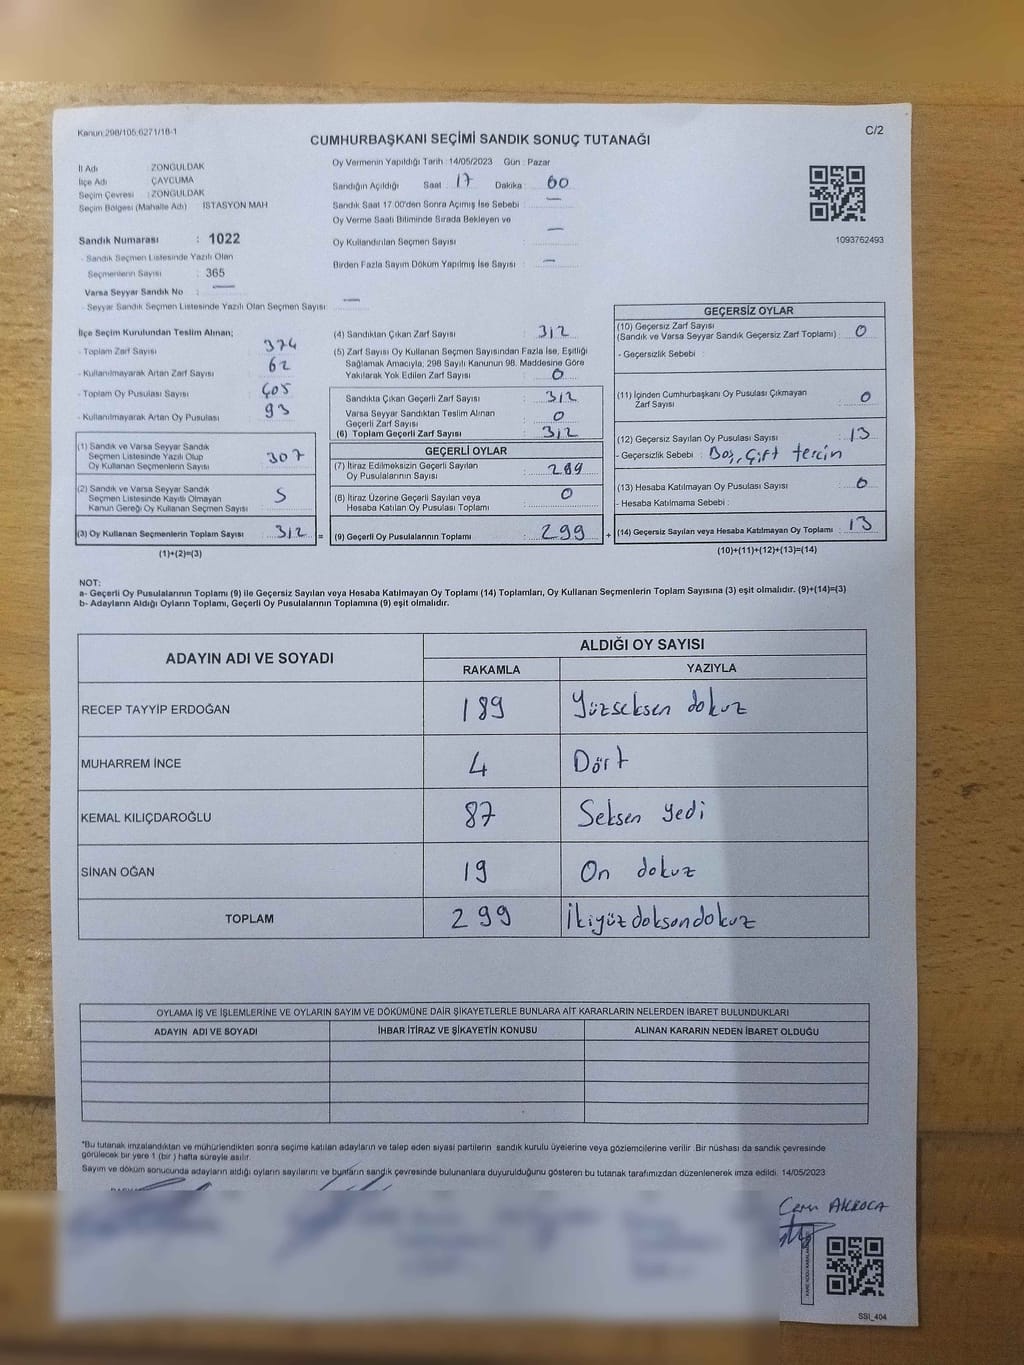 Kanun:298/105,6271/16-1
C/2
CUMHURBAŞKANI SEÇİMİ SANDIK SONUÇ TUTANAĞI
İl Adı : ZONGULDAK
İlçe Adı : ÇAYCUMA
Seçim Çevresi : ZONGULDAK
Seçim Bölgesi (Mahalle Adı) İSTASYON MAH
Sandık Numarası : 1022
- Sandık Seçmen Listesinde Yazılı Olan
Seçmenlerin Sayısı : 365
Varsa Seyyar Sandık No : —
- Seyyar Sandık Seçmen Listesinde Yazılı Olan Seçmen Sayısı : —
Oy Vermenin Yapıldığı Tarih : 14/05/2023 Gün : Pazar
Sandığın Açıldığı Saat : 17 Dakika : 60
Sandık Saat 17.00'den Sonra Açımış İse Sebebi : —
Oy Verme Saati Bitiminde Sırada Bekleyen ve
Oy Kullandırılan Seçmen Sayısı : —
Birden Fazla Sayım Döküm Yapılmış İse Sayısı : —
1093762493
İlçe Seçim Kurulundan Teslim Alınan;
- Toplam Zarf Sayısı : 374
- Kullanılmayarak Artan Zarf Sayısı : 62
- Toplam Oy Pusulası Sayısı : 405
- Kullanılmayarak Artan Oy Pusulası : 93
(1) Sandık ve Varsa Seyyar Sandık
Seçmen Listesinde Yazılı Olup
Oy Kullanan Seçmenlerin Sayısı : 307
(2) Sandık ve Varsa Seyyar Sandık
Seçmen Listesinde Kayıtlı Olmayan
Kanun Gereği Oy Kullanan Seçmen Sayısı : 5
(3) Oy Kullanan Seçmenlerin Toplam Sayısı : 312 =
(1)+(2)=(3)
(4) Sandıktan Çıkan Zarf Sayısı : 312
(5) Zarf Sayısı Oy Kullanan Seçmen Sayısından Fazla İse, Eşitliği
Sağlamak Amacıyla, 298 Sayılı Kanunun 98. Maddesine Göre
Yakılarak Yok Edilen Zarf Sayısı : 0
Sandıkta Çıkan Geçerli Zarf Sayısı : 312
Varsa Seyyar Sandıktan Teslim Alınan
Geçerli Zarf Sayısı : 0
(6) Toplam Geçerli Zarf Sayısı : 312
GEÇERLİ OYLAR
(7) İtiraz Edilmeksizin Geçerli Sayılan
Oy Pusulalarının Sayısı : 299
(8) İtiraz Üzerine Geçerli Sayılan veya
Hesaba Katılan Oy Pusulası Toplamı : 0
(9) Geçerli Oy Pusulalarının Toplamı : 299 +
GEÇERSİZ OYLAR
(10) Geçersiz Zarf Sayısı
(Sandık ve Varsa Seyyar Sandık Geçersiz Zarf Toplamı) : 0
- Geçersizlik Sebebi :
(11) İçinden Cumhurbaşkanı Oy Pusulası Çıkmayan
Zarf Sayısı : 0
(12) Geçersiz Sayılan Oy Pusulası Sayısı : 13
- Geçersizlik Sebebi : Boş, Çift tercin
(13) Hesaba Katılmayan Oy Pusulası Sayısı : 0
- Hesaba Katılmama Sebebi :
(14) Geçersiz Sayılan veya Hesaba Katılmayan Oy Toplamı : 13
(10)+(11)+(12)+(13)=(14)
NOT:
a- Geçerli Oy Pusulalarının Toplamı (9) ile Geçersiz Sayılan veya Hesaba Katılmayan Oy Toplamı (14) Toplamları, Oy Kullanan Seçmenlerin Toplam Sayısına (3) eşit olmalıdır. (9)+(14)=(3)
b- Adayların Aldığı Oyların Toplamı, Geçerli Oy Pusulalarının Toplamına (9) eşit olmalıdır.
ADAYIN ADI VE SOYADI
ALDIĞI OY SAYISI
RAKAMLA YAZIYLA
RECEP TAYYİP ERDOĞAN 189 Yüzseksen dokuz
MUHARREM İNCE 4 Dört
KEMAL KILIÇDAROĞLU 87 Seksen yedi
SİNAN OĞAN 19 On dokuz
TOPLAM 299 İkiyüzdoksandokuz
OYLAMA İŞ VE İŞLEMLERİNE VE OYLARIN SAYIM VE DÖKÜMÜNE DAİR ŞİKAYETLERLE BUNLARA AİT KARARLARIN NELERDEN İBARET BULUNDUKLARI
ADAYIN ADI VE SOYADI İHBAR İTİRAZ VE ŞİKAYETİN KONUSU ALINAN KARARIN NEDEN İBARET OLDUĞU
*Bu tutanak imzalandıktan ve mühürlendikten sonra seçime katılan adayların ve talep eden siyasi partilerin sandık kurulu üyelerine veya gözlemcilerine verilir. Bir nüshası da sandık çevresinde
görülecek bir yere 1 (bir) hafta süreyle asılır.
Sayım ve döküm sonucunda adayların aldığı oyların sayılarını ve bunların sandık çevresinde bulunanlara duyurulduğunu gösteren bu tutanak tarafımızdan düzenlenerek imza edildi. 14/05/2023
Cem AKKOCA
SSI_404